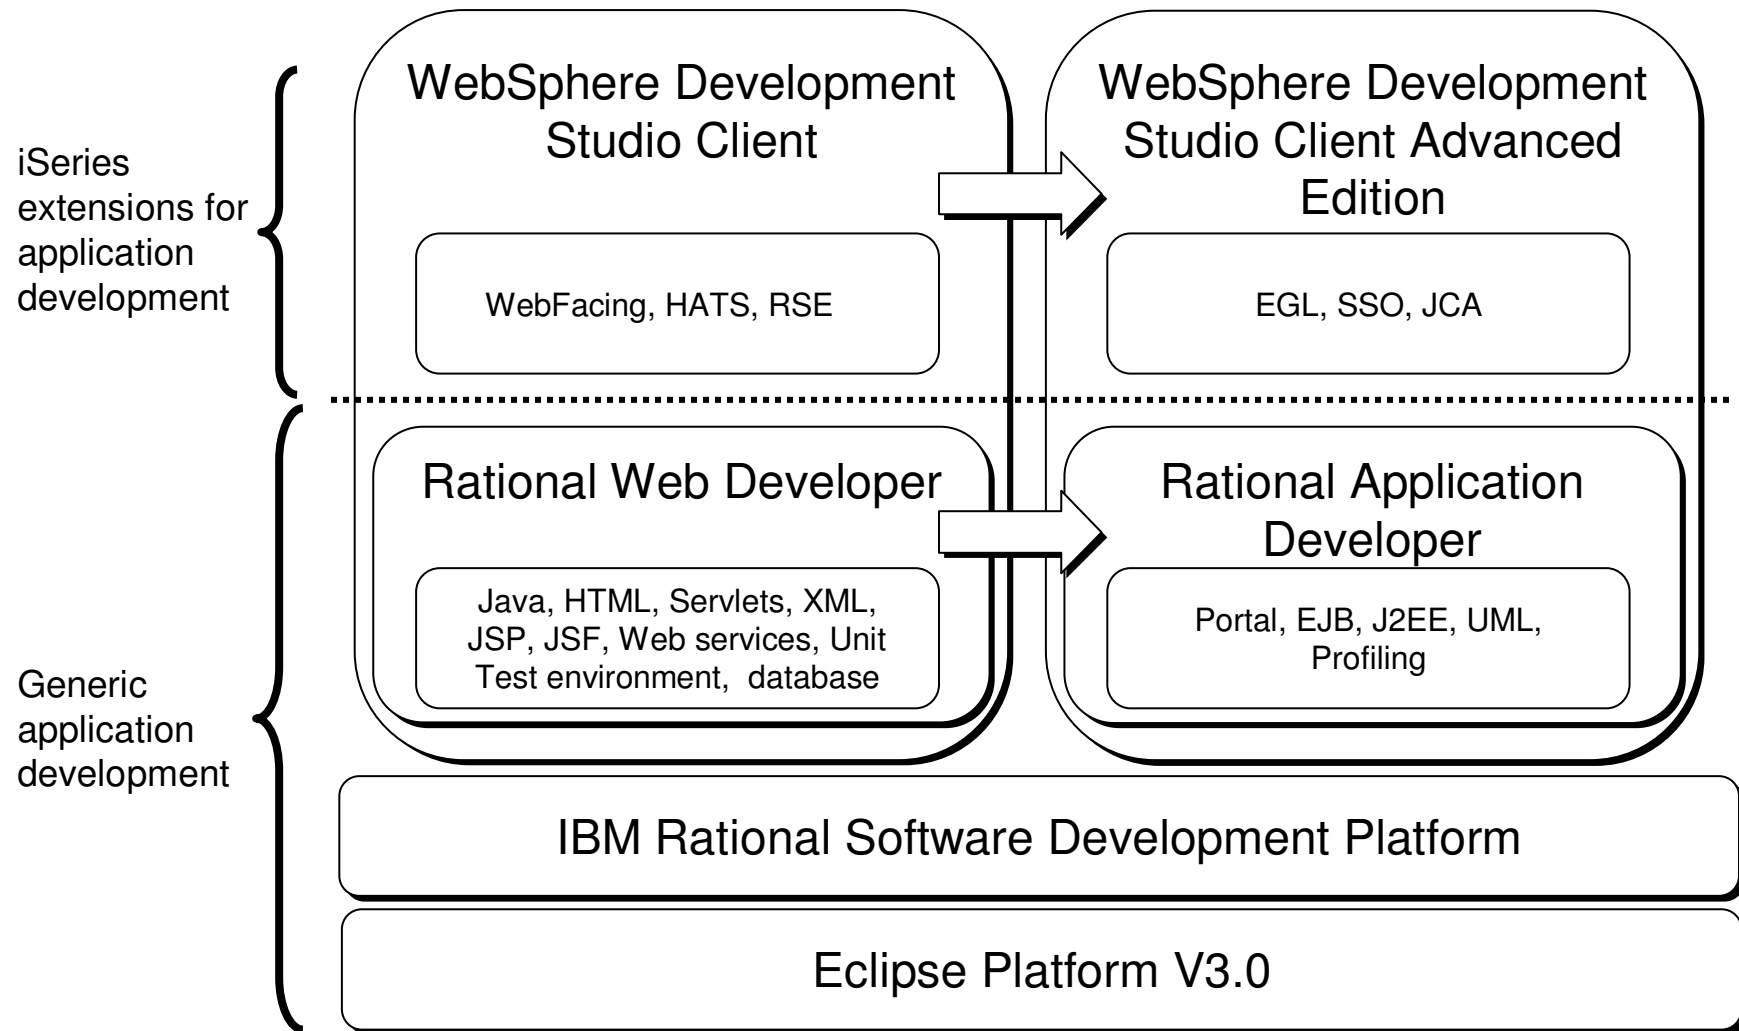 WebSphere Development
Studio Client
WebSphere Development
Studio Client Advanced
Edition
iSeries
extensions for
application
development
WebFacing, HATS, RSE
EGL, SSO, JCA
Rational Web Developer
Rational Application
Developer
Java, HTML, Servlets, XML,
JSP, JSF, Web services, Unit
Test environment,  database
Portal, EJB, J2EE, UML,
Profiling
Generic
application
development
IBM Rational Software Development Platform
Eclipse Platform V3.0